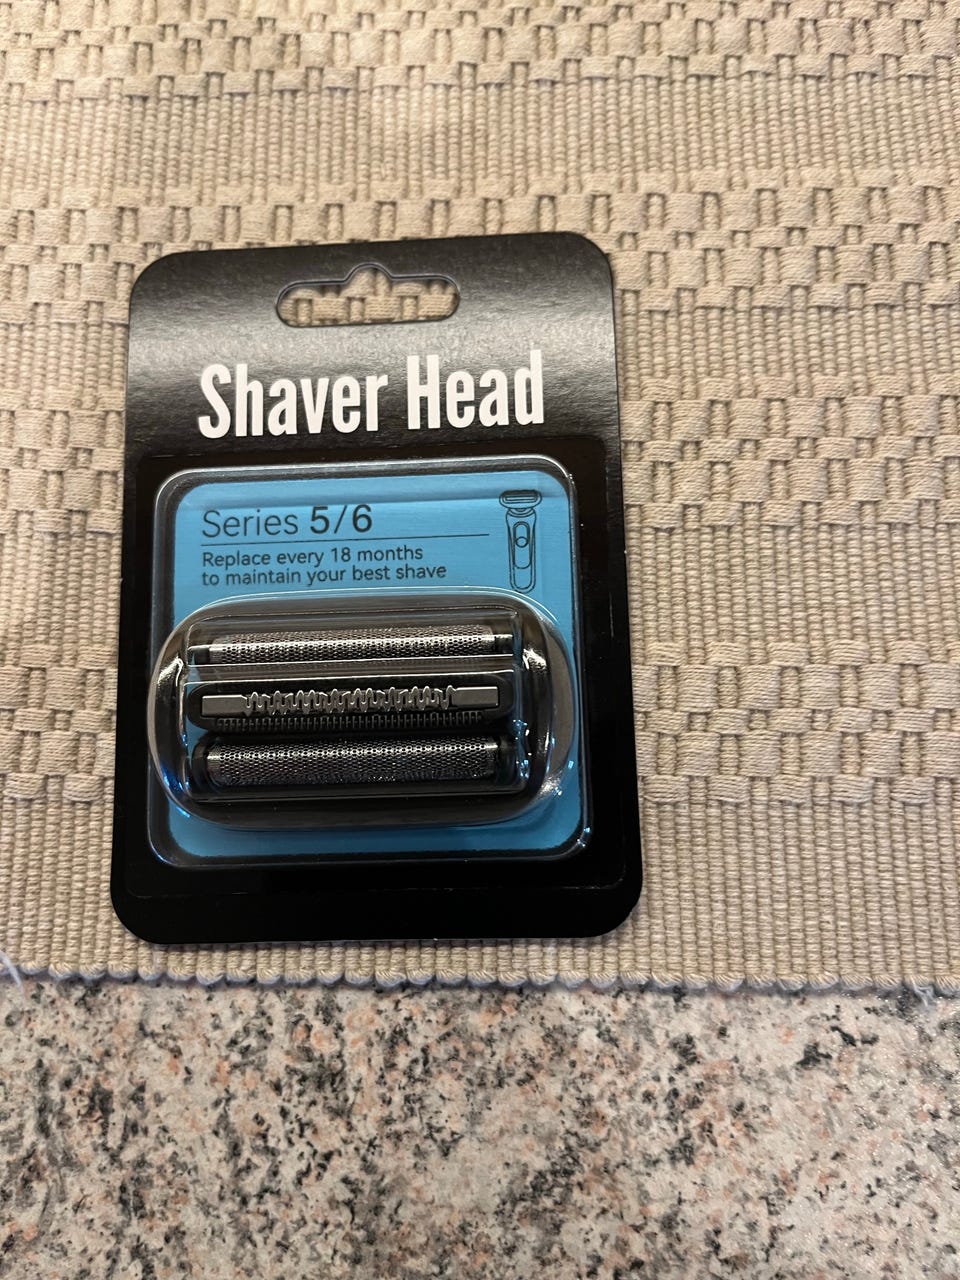 Shaver Head
Series 5/6
Replace every 18 months
to maintain your best shave